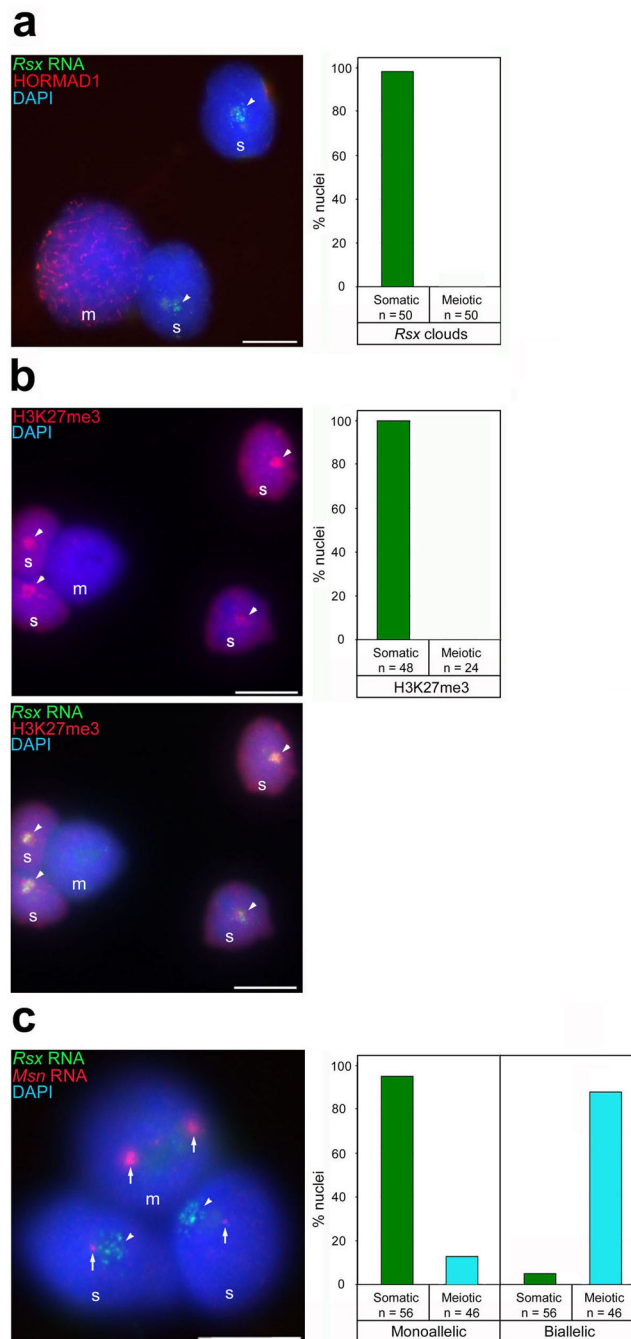 a
Rsx RNA
HORMAD1
DAPI
s
m
s
% nuclei
100
80
60
40
20
0
Somatic Meiotic
n = 50 n = 50
Rsx clouds
b
H3K27me3
DAPI
s
s
m
s
s
% nuclei
100
80
60
40
20
0
Somatic Meiotic
n = 48 n = 24
H3K27me3
Rsx RNA
H3K27me3
DAPI
s
s
m
s
s
c
Rsx RNA
Msn RNA
DAPI
m
s
s
% nuclei
100
80
60
40
20
0
Somatic Meiotic Somatic Meiotic
n = 56 n = 46 n = 56 n = 46
Monoallelic Biallelic